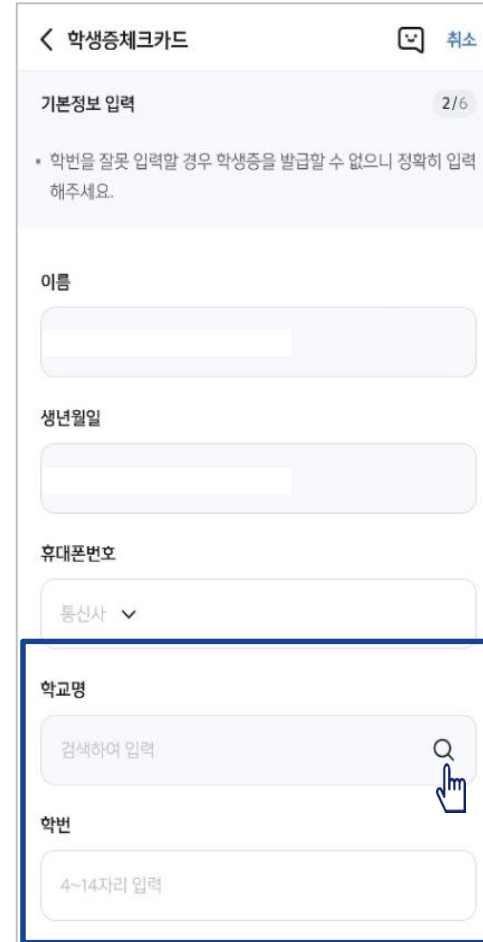 학생증체크카드 취소
기본정보 입력 2/6
• 학번을 잘못 입력할 경우 학생증을 발급할 수 없으니 정확히 입력
해주세요.
이름
생년월일
휴대폰번호
통신사
학교명
검색하여 입력
학번
4~14자리 입력